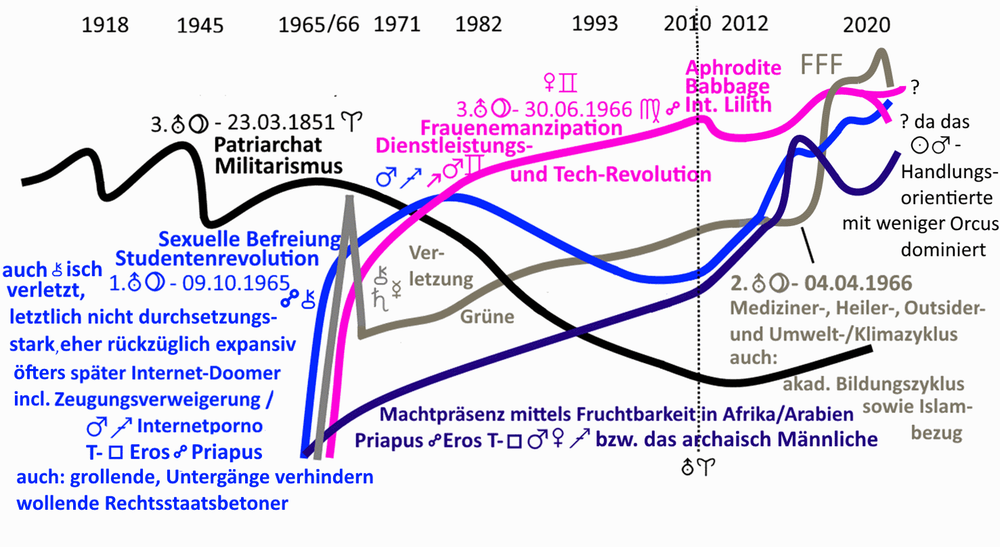 1918 1945 1965/66 1971 1982 1993 2010 2012 2020
FFF
Aphrodite
Babbage
Int. Lilith
♀♊
3.⛢☽- 30.06.1966 ♍ ☍
Frauenemanzipation
Dienstleistungs-
und Tech-Revolution
♂ ♐ ↗ ♂♊
3.⛢☽ - 23.03.1851 ♈
Patriarchat
Militarismus
?
? da das
☉♂ -
Handlungs-
orientierte
mit weniger Orcus
dominiert
Sexuelle Befreiung
Studentenrevolution
1.⛢☽ - 09.10.1965
☍ ⚷
auch ⚷ isch
verletzt,
letztlich nicht durchsetzungs-
stark,eher rückzüglich expansiv
öfters später Internet-Doomer
incl. Zeugungsverweigerung /
♂ ♐ Internetporno
T- □ Eros ☍ Priapus
auch: grollende, Untergänge verhindern
wollende Rechtsstaatsbetoner
Ver-
letzung
⚷
♄ ☿
Grüne
2.⛢☽- 04.04.1966
Mediziner-, Heiler-, Outsider-
und Umwelt-/Klimazyklus
auch:
akad. Bildungszyklus
sowie Islam-
bezug
Machtpräsenz mittels Fruchtbarkeit in Afrika/Arabien
Priapus ☍ Eros T- □ ♂♀ ♐ bzw. das archaisch Männliche
⛢♈